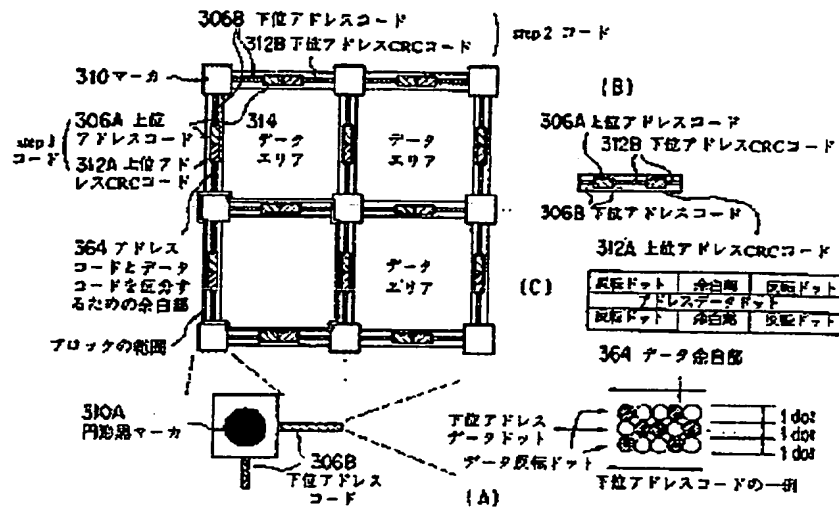 306B 下位アドレスコード
312B 下位アドレスCRCコード
step 2 コード
310 マーカ
306A 上位
アドレスコード
step 1
コード
312A 上位アド
レスCRCコード
314
データ
エリア
データ
エリア
364 アドレス
コードとデータ
コードを区分す
るための余白部
データ
エリア
ブロックの範囲
(B)
306A 上位アドレスコード
312B 下位アドレスCRCコード
306B 下位アドレスコード
312A 上位アドレスCRCコード
(C)
反転ドット 余白部 反転ドット
アドレスデータドット
反転ドット 余白部 反転ドット
364 データ余白部
310A
円形黒マーカ
306B
下位アドレス
コード
(A)
下位アドレス
データドット
データ反転ドット
1 dot
1 dot
1 dot
下位アドレスコードの一例